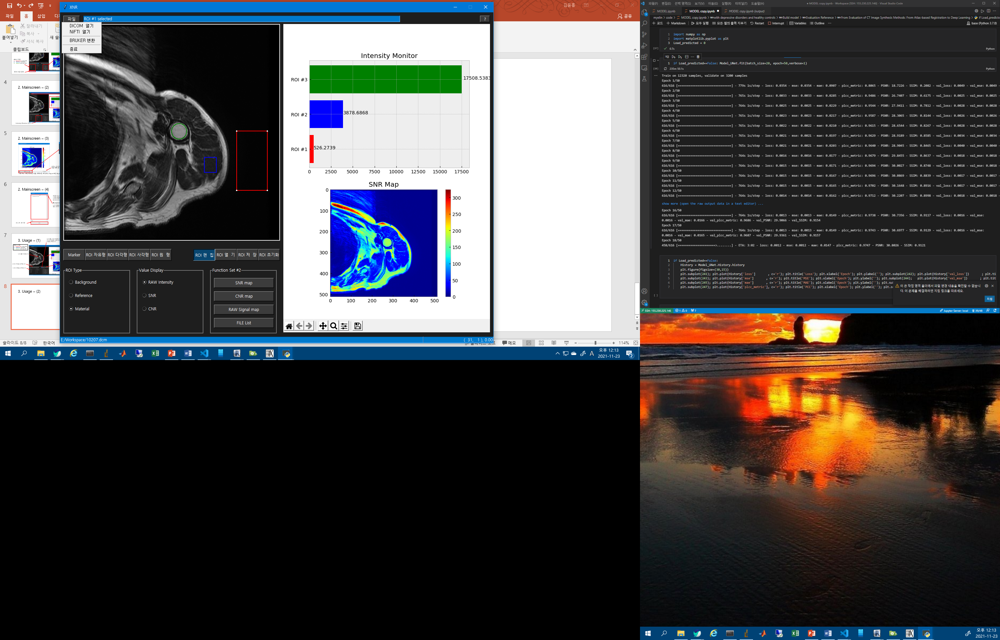 XNR
파일
ROI #1 selected
?
DICOM 열기
NIFTI 열기
BRUKER 변환
종료
Intensity Monitor
ROI #3
17508.5383
ROI #2
3878.6868
ROI #1
526.2739
0 2500 5000 7500 10000 12500 15000 17500
SNR Map
0
100
200
300
400
500
0 100 200 300 400 500
300
250
200
150
100
50
0
Marker ROI 자유형 ROI 다각형 ROI 사각형 ROI 원 형 ROI 편 집 ROI 열 기 ROI 저 장 ROI 초기화
ROI Type
Background
Reference
Material
Value Display
RAW Intensity
SNR
CNR
Function Set #2
SNR map
CNR map
RAW Signal map
FILE List
E:/Workspace/10207.dcm
( 31, 1 ), 0.00
파일 홈 삽입
김윤홍
공유
붙여넣기
잘라내기
복사
서식 복사
클립보드
4
2. Mainscreen – (2)
5
2. Mainscreen – (3)
6
2. Mainscreen – (4)
7
3. Usage – (1)
8
3. Usage – (2)
슬라이드 8/8 한국어
메모
114%
오후 12:13
2021-11-23
파일(F) 편집(E) 선택 영역(S) 보기(V) 이동(G) 실행(R) 터미널(T) 도움말(H)
● MODEL copy.ipynb - Workspace [SSH: 155.230.225.146] - Visual Studio Code
MODEL.ipynb MODEL copy.ipynb ● MODEL copy.ipynb (output)
myelin > code > MODEL copy.ipynb > with depressive disorders and healthy controls > Build model > Evaluation Reference > From Evaluation of CT Image Synthesis Methods: From Atlas-based Registration to Deep Learning > if Load_predicte
+ 코드 + Markdown 모두 실행 모든 셀의 출력 지우기 Restart Interrupt Variables Outline ··· base (Python 3.7.0)
1 import numpy as np
2 import matplotlib.pyplot as plt
3 Load_predicted = 0
[27] 0.7s Python
1 if Load_predicted==False: Model_UNet.fit(batch_size=20, epoch=50,verbose=1)
[28] 235m 50.1s Python
Train on 12320 samples, validate on 3200 samples
Epoch 1/50
616/616 [==============================] - 779s 1s/step - loss: 0.0354 - mse: 0.0354 - mae: 0.0907 - plcc_metric: 0.8065 - PSNR: 18.7226 - SSIM: 0.2082 - val_loss: 0.0049 - val_mse: 0.0049 -
Epoch 2/50
616/616 [==============================] - 765s 1s/step - loss: 0.0033 - mse: 0.0033 - mae: 0.0285 - plcc_metric: 0.9486 - PSNR: 26.7407 - SSIM: 0.6175 - val_loss: 0.0025 - val_mse: 0.0025 -
Epoch 3/50
616/616 [==============================] - 764s 1s/step - loss: 0.0025 - mse: 0.0025 - mae: 0.0229 - plcc_metric: 0.9544 - PSNR: 27.9411 - SSIM: 0.7812 - val_loss: 0.0028 - val_mse: 0.0028 -
Epoch 4/50
616/616 [==============================] - 765s 1s/step - loss: 0.0023 - mse: 0.0023 - mae: 0.0217 - plcc_metric: 0.9587 - PSNR: 28.3065 - SSIM: 0.8144 - val_loss: 0.0026 - val_mse: 0.0026 -
Epoch 5/50
616/616 [==============================] - 765s 1s/step - loss: 0.0022 - mse: 0.0022 - mae: 0.0210 - plcc_metric: 0.9615 - PSNR: 28.6544 - SSIM: 0.8267 - val_loss: 0.0028 - val_mse: 0.0028 -
Epoch 6/50
616/616 [==============================] - 765s 1s/step - loss: 0.0021 - mse: 0.0021 - mae: 0.0197 - plcc_metric: 0.9629 - PSNR: 28.9189 - SSIM: 0.8585 - val_loss: 0.0034 - val_mse: 0.0034 -
Epoch 7/50
616/616 [==============================] - 765s 1s/step - loss: 0.0021 - mse: 0.0021 - mae: 0.0203 - plcc_metric: 0.9640 - PSNR: 28.9045 - SSIM: 0.8465 - val_loss: 0.0040 - val_mse: 0.0040 -
Epoch 8/50
616/616 [==============================] - 764s 1s/step - loss: 0.0016 - mse: 0.0016 - mae: 0.0177 - plcc_metric: 0.9679 - PSNR: 29.8455 - SSIM: 0.8637 - val_loss: 0.0018 - val_mse: 0.0018 -
Epoch 9/50
616/616 [==============================] - 764s 1s/step - loss: 0.0015 - mse: 0.0015 - mae: 0.0171 - plcc_metric: 0.9694 - PSNR: 30.0027 - SSIM: 0.8748 - val_loss: 0.0018 - val_mse: 0.0018 -
Epoch 10/50
616/616 [==============================] - 764s 1s/step - loss: 0.0015 - mse: 0.0015 - mae: 0.0167 - plcc_metric: 0.9696 - PSNR: 30.0869 - SSIM: 0.8839 - val_loss: 0.0017 - val_mse: 0.0017 -
Epoch 11/50
616/616 [==============================] - 764s 1s/step - loss: 0.0015 - mse: 0.0015 - mae: 0.0165 - plcc_metric: 0.9702 - PSNR: 30.1648 - SSIM: 0.8916 - val_loss: 0.0017 - val_mse: 0.0017 -
Epoch 12/50
616/616 [==============================] - 764s 1s/step - loss: 0.0014 - mse: 0.0014 - mae: 0.0162 - plcc_metric: 0.9712 - PSNR: 30.2207 - SSIM: 0.8998 - val_loss: 0.0018 - val_mse: 0.0018 -
show more (open the raw output data in a text editor) ...
Epoch 16/50
616/616 [==============================] - 764s 1s/step - loss: 0.0013 - mse: 0.0013 - mae: 0.0149 - plcc_metric: 0.9738 - PSNR: 30.7356 - SSIM: 0.9117 - val_loss: 0.0016 - val_mse:
0.0016 - val_mae: 0.0166 - val_plcc_metric: 0.9686 - val_PSNR: 29.9066 - val_SSIM: 0.9154
Epoch 17/50
616/616 [==============================] - 764s 1s/step - loss: 0.0013 - mse: 0.0013 - mae: 0.0149 - plcc_metric: 0.9743 - PSNR: 30.6977 - SSIM: 0.9129 - val_loss: 0.0016 - val_mse:
0.0016 - val_mae: 0.0165 - val_plcc_metric: 0.9687 - val_PSNR: 29.9361 - val_SSIM: 0.9157
Epoch 18/50
458/616 [=====================>........] - ETA: 3:02 - loss: 0.0012 - mse: 0.0012 - mae: 0.0147 - plcc_metric: 0.9747 - PSNR: 30.8026 - SSIM: 0.9121
1 if Load_predicted==False:
2 History = Model_UNet.History.history
3 plt.figure(figsize=(30,15))
4 plt.subplot(241); plt.plot(History['loss'] , c='r'); plt.title('Loss'); plt.xlabel('Epoch'); plt.ylabel(''); plt.subplot(242); plt.plot(History['val_loss']) ; plt.ti
5 plt.subplot(243); plt.plot(History['mse'] , c='r'); plt.title('MSE'); plt.xlabel('Epoch'); plt.ylabel(''); plt.subplot(244); plt.plot(History['val_mse']) ; plt.tit
6 plt.subplot(245); plt.plot(History['mae'] , c='r'); plt.title('MAE'); plt.xlabel('Epoch'); plt.ylabel(''); plt.su
7 plt.subplot(247); plt.plot(History['plcc_metric'], c='r'); plt.title('PCC'); plt.xlabel('Epoch'); plt.ylabel(''); plt.s
[ ]
이 큰 작업 영역 폴더에서 파일 변경 내용을 확인할 수 없습니
다. 이 문제를 해결하려면 지침 링크를 따르세요.
지침
SSH: 155.230.225.146 1 0 7 Jupyter Server: local 셀 39/48
오후 12:13
2021-11-23